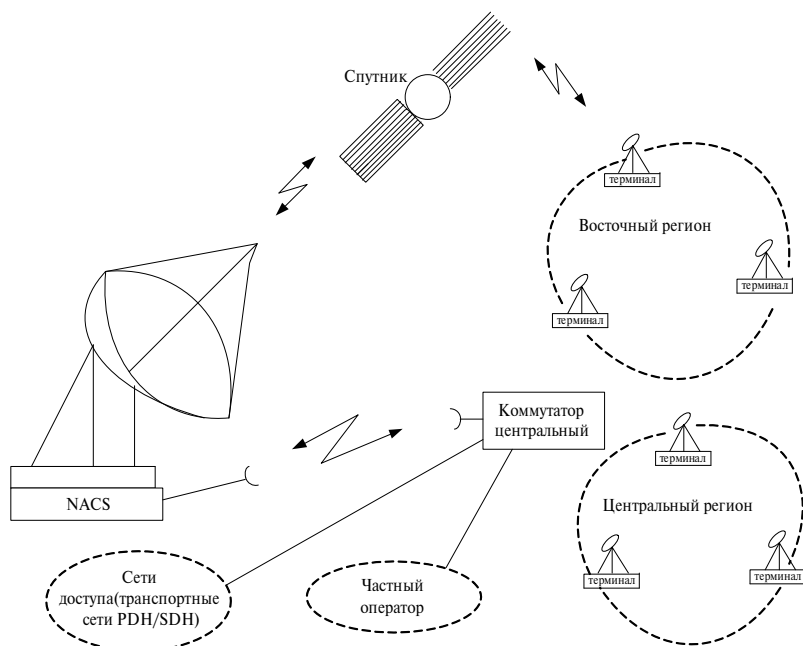 Спутник
терминал
Восточный регион
терминал
терминал
Коммутатор
центральный
терминал
NACS
Центральный регион
терминал
терминал
Сети
доступа(транспортные
сети PDH/SDH)
Частный
оператор